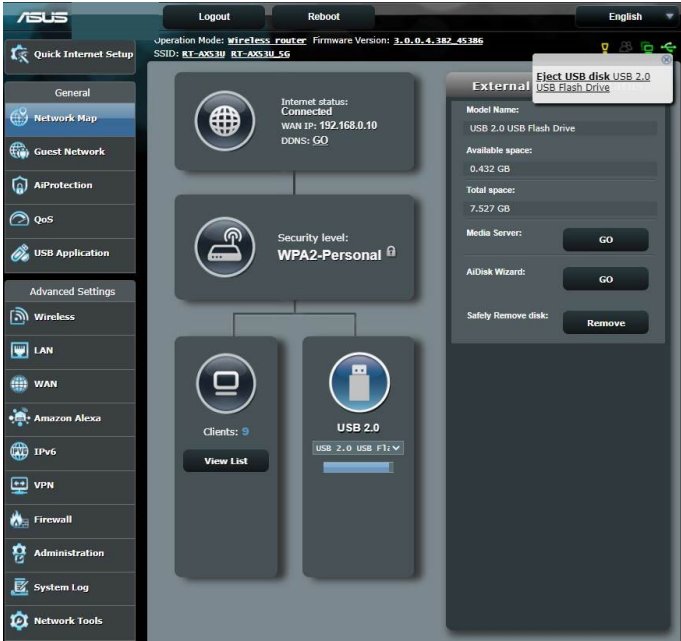 ASUS
Logout
Reboot
English
Quick Internet Setup
Operation Mode: Wireless router Firmware Version: 3.0.0.4.382_45386
SSID: RT-AX53U RT-AX53U_5G
Eject USB disk USB 2.0
USB Flash Drive
General
Network Map
Guest Network
AiProtection
QoS
USB Application
Advanced Settings
Wireless
LAN
WAN
Amazon Alexa
IPv6
VPN
Firewall
Administration
System Log
Network Tools
Internet status:
Connected
WAN IP: 192.168.0.10
DDNS: GO
Security level:
WPA2-Personal
Clients: 9
View List
USB 2.0
USB 2.0 USB Fla
External
Model Name:
USB 2.0 USB Flash Drive
Available space:
0.432 GB
Total space:
7.527 GB
Media Server:
GO
AiDisk Wizard:
GO
Safely Remove disk:
Remove